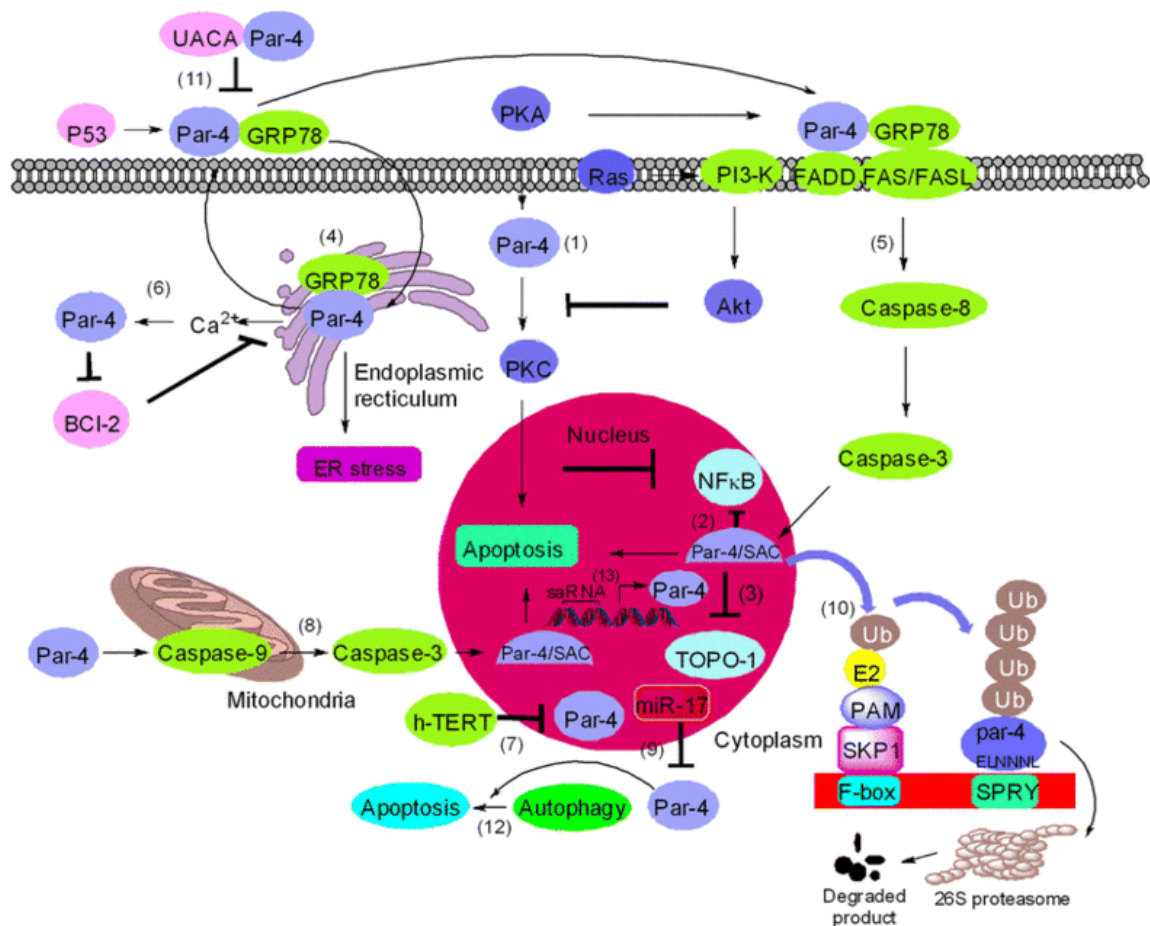 UACA
Par-4
(11)
P53
Par-4
GRP78
PKA
Par-4
GRP78
Ras
PI3-K
FADD
FAS/FASL
(4)
GRP78
Par-4
Par-4
(1)
(5)
(6)
Par-4
Ca2+
Akt
Caspase-8
PKC
BCI-2
Endoplasmic
recticulum
ER stress
Nucleus
NFκB
Caspase-3
(2)
Par-4/SAC
Apoptosis
saRNA
(13)
Par-4
(3)
(10)
Ub
Ub
Ub
Ub
Ub
Par-4
Caspase-9
(8)
Caspase-3
Par-4/SAC
TOPO-1
E2
Mitochondria
miR-17
PAM
par-4
h-TERT
(7)
Par-4
(9)
Cytoplasm
SKP1
ELNNNL
F-box
SPRY
Apoptosis
(12)
Autophagy
Par-4
Degraded
product
26S proteasome